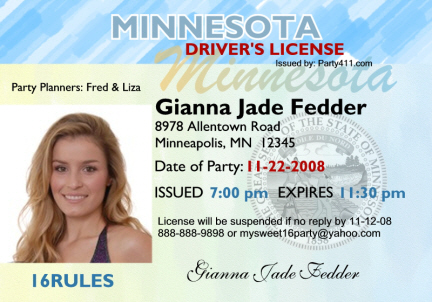 MINNESOTA
DRIVER'S LICENSE
Issued by: Party411.com
Minnesota
Party Planners: Fred & Liza
Gianna Jade Fedder
8978 Allentown Road
Minneapolis, MN 12345
Date of Party: 11-22-2008
ISSUED 7:00 pm EXPIRES 11:30 pm
License will be suspended if no reply by 11-12-08
888-888-9898 or mysweet16party@yahoo.com
16RULES
Gianna Jade Fedder